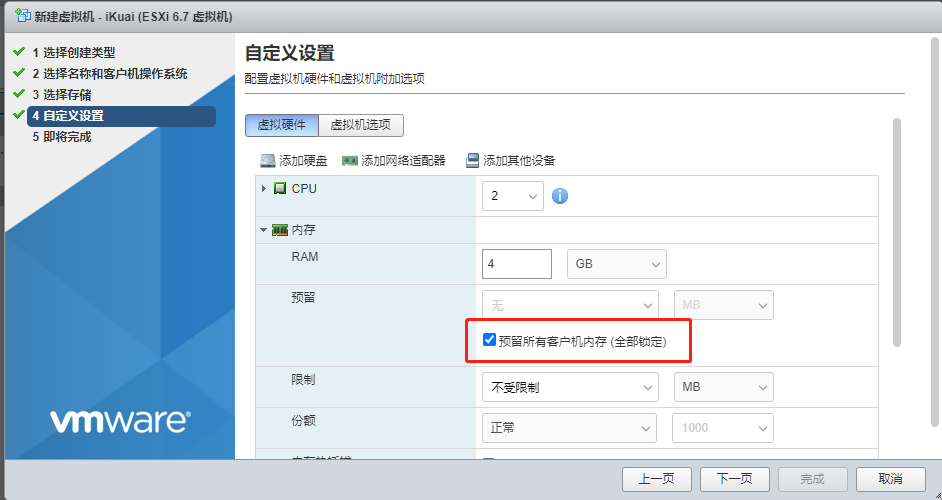 新建虚拟机 - iKuai (ESXi 6.7 虚拟机)
1 选择创建类型
2 选择名称和客户机操作系统
3 选择存储
4 自定义设置
5 即将完成
自定义设置
配置虚拟机硬件和虚拟机附加选项
虚拟硬件 虚拟机选项
添加硬盘 添加网络适配器 添加其他设备
CPU 2
内存
RAM 4 GB
预留 无 MB
预留所有客户机内存 (全部锁定)
限制 不受限制 MB
份额 正常 1000
vmware®
上一页 下一页 完成 取消